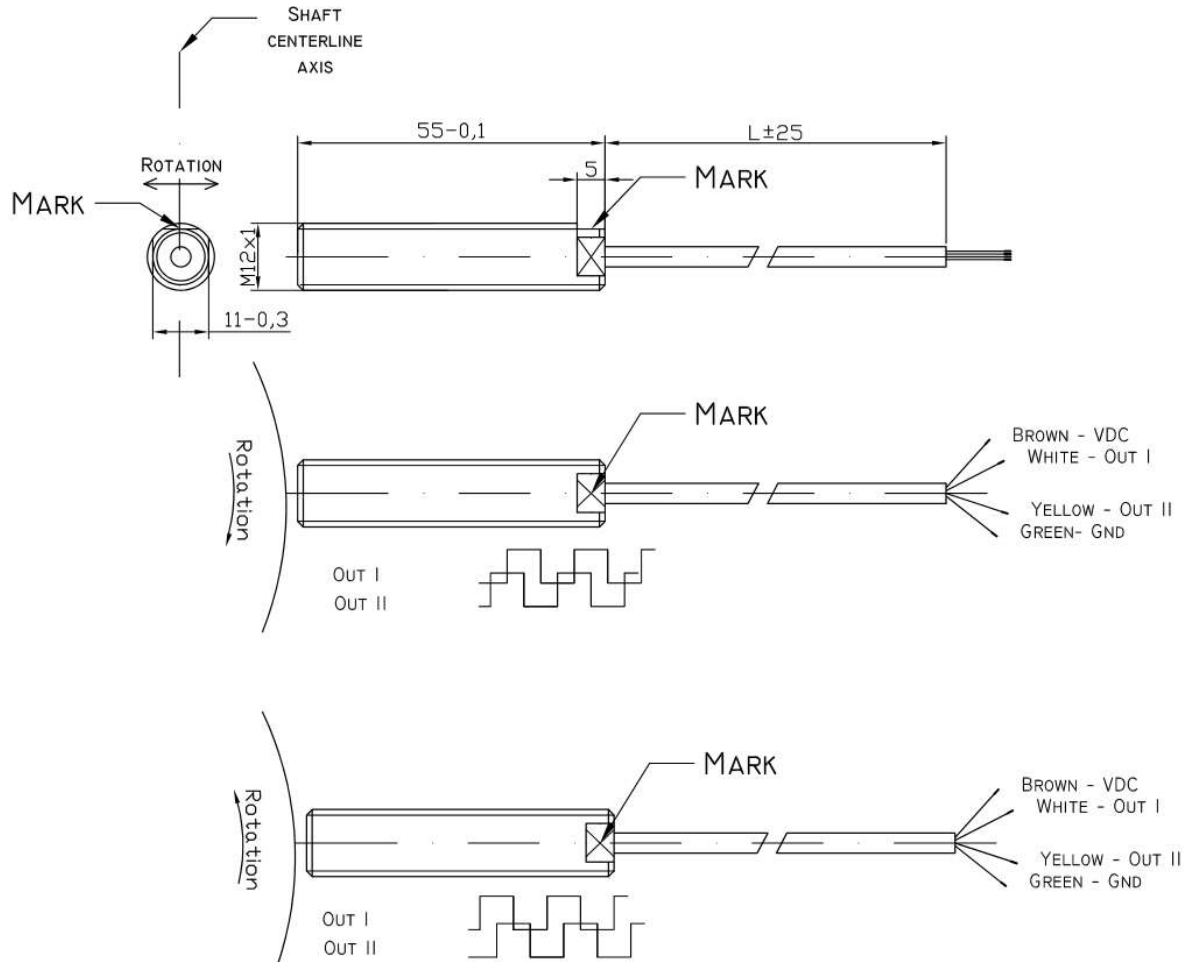 SHAFT
CENTERLINE
AXIS
55-0,1
L±25
ROTATION
5
MARK
MARK
M12x1
11-0,3
MARK
Rotation
BROWN - VDC
WHITE - OUT I
YELLOW - OUT II
GREEN- GND
OUT I
OUT II
MARK
Rotation
BROWN - VDC
WHITE - OUT I
YELLOW - OUT II
GREEN - GND
OUT I
OUT II